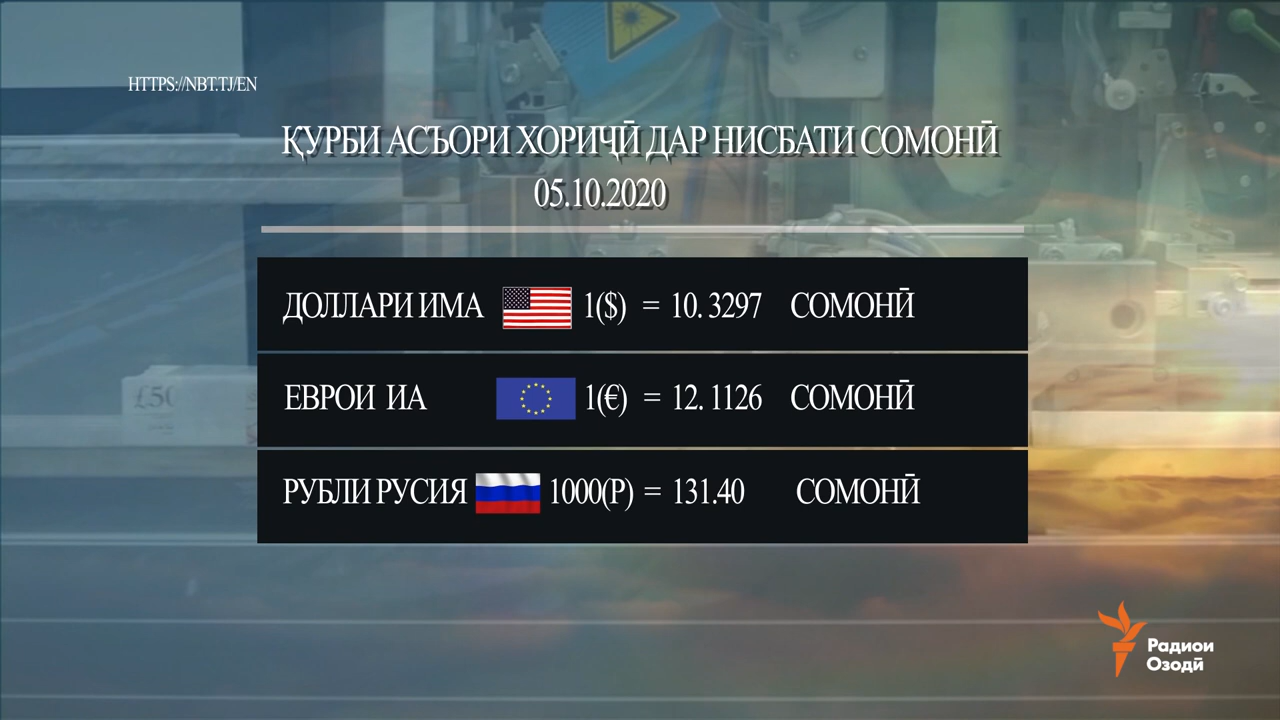 HTTPS://NBT.TJ/EN
ҚУРБИ АСЪОРИ ХОРИҶӢ ДАР НИСБАТИ СОМОНӢ
05.10.2020
ДОЛЛАРИ ИМА 1($) = 10. 3297 СОМОНӢ
ЕВРОИ ИА 1(€) = 12. 1126 СОМОНӢ
£50
РУБЛИ РУСИЯ 1000(Р) = 131.40 СОМОНӢ
Радиои
Озодӣ